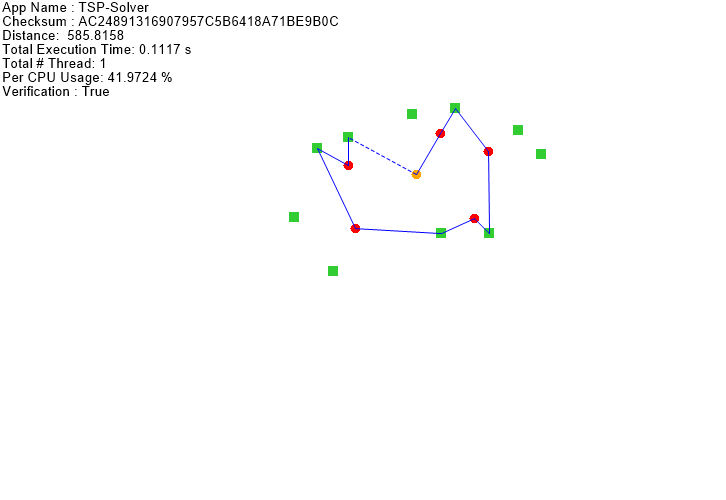 App Name : TSP-Solver
Checksum : AC24891316907957C5B6418A71BE9B0C
Distance:  585.8158
Total Execution Time: 0.1117 s
Total # Thread: 1
Per CPU Usage: 41.9724 %
Verification : True